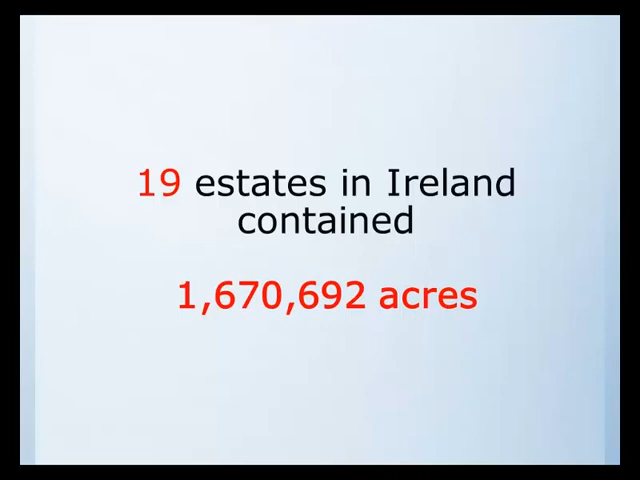 19 estates in Ireland
contained
1,670,692 acres